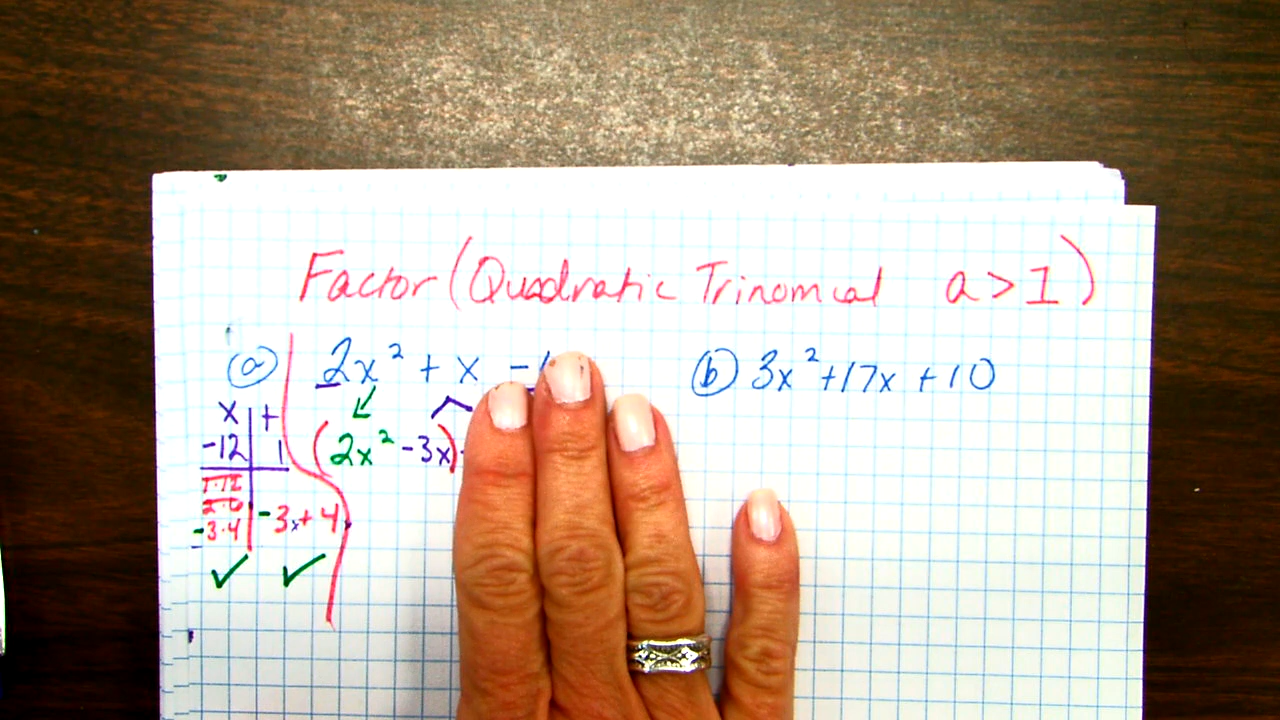 Factor (Quadratic Trinomial a > 1)
ⓐ 2x² + x -
ⓑ 3x² + 17x + 10
x +
-12 1
(2x² - 3x)
1·12
2·6
-3·4 -3x + 4
✓ ✓